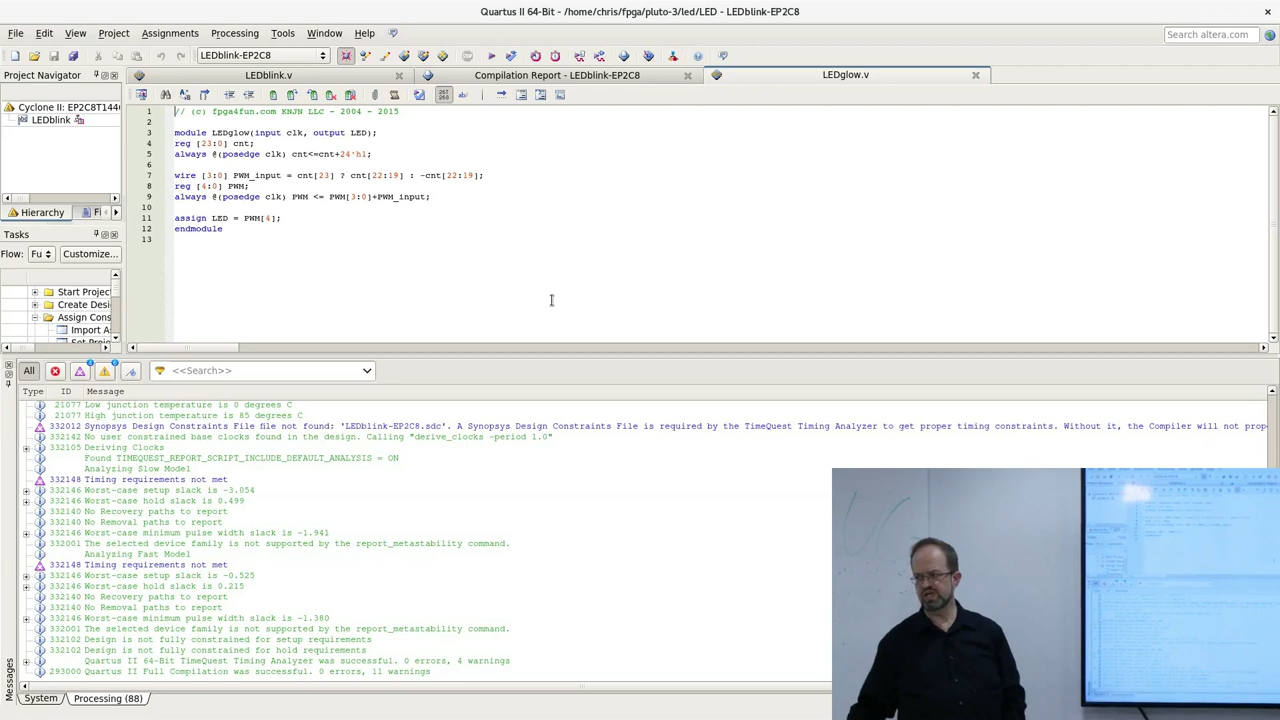 Quartus II 64-Bit - /home/chris/fpga/pluto-3/led/LED - LEDblink-EP2C8
File Edit View Project Assignments Processing Tools Window Help
Search altera.com
LEDblink-EP2C8
Project Navigator
LEDblink.v
Compilation Report - LEDblink-EP2C8
LEDglow.v
Cyclone II: EP2C8T144
LEDblink
Hierarchy
Fi
Tasks
Flow: Fu Customize...
Start Projec
Create Desi
Assign Cons
Import A
1 // (c) fpga4fun.com KNJN LLC - 2004 - 2015
2
3 module LEDglow(input clk, output LED);
4 reg [23:0] cnt;
5 always @(posedge clk) cnt<=cnt+24'h1;
6
7 wire [3:0] PWM_input = cnt[23] ? cnt[22:19] : -cnt[22:19];
8 reg [4:0] PWM;
9 always @(posedge clk) PWM <= PWM[3:0]+PWM_input;
10
11 assign LED = PWM[4];
12 endmodule
13
All
<<Search>>
Type ID Message
21077 Low junction temperature is 0 degrees C
21077 High junction temperature is 85 degrees C
332012 Synopsys Design Constraints File file not found: 'LEDblink-EP2C8.sdc'. A Synopsys Design Constraints File is required by the TimeQuest Timing Analyzer to get proper timing constraints. Without it, the Compiler will not prop
332142 No user constrained base clocks found in the design. Calling "derive_clocks -period 1.0"
332105 Deriving Clocks
Found TIMEQUEST_REPORT_SCRIPT_INCLUDE_DEFAULT_ANALYSIS = ON
Analyzing Slow Model
332148 Timing requirements not met
332146 Worst-case setup slack is -3.054
332146 Worst-case hold slack is 0.499
332140 No Recovery paths to report
332140 No Removal paths to report
332146 Worst-case minimum pulse width slack is -1.941
332001 The selected device family is not supported by the report_metastability command.
Analyzing Fast Model
332148 Timing requirements not met
332146 Worst-case setup slack is -0.525
332146 Worst-case hold slack is 0.215
332140 No Recovery paths to report
332140 No Removal paths to report
332146 Worst-case minimum pulse width slack is -1.380
332001 The selected device family is not supported by the report_metastability command.
332102 Design is not fully constrained for setup requirements
332102 Design is not fully constrained for hold requirements
Quartus II 64-Bit TimeQuest Timing Analyzer was successful. 0 errors, 4 warnings
293000 Quartus II Full Compilation was successful. 0 errors, 11 warnings
Messages
System
Processing (88)